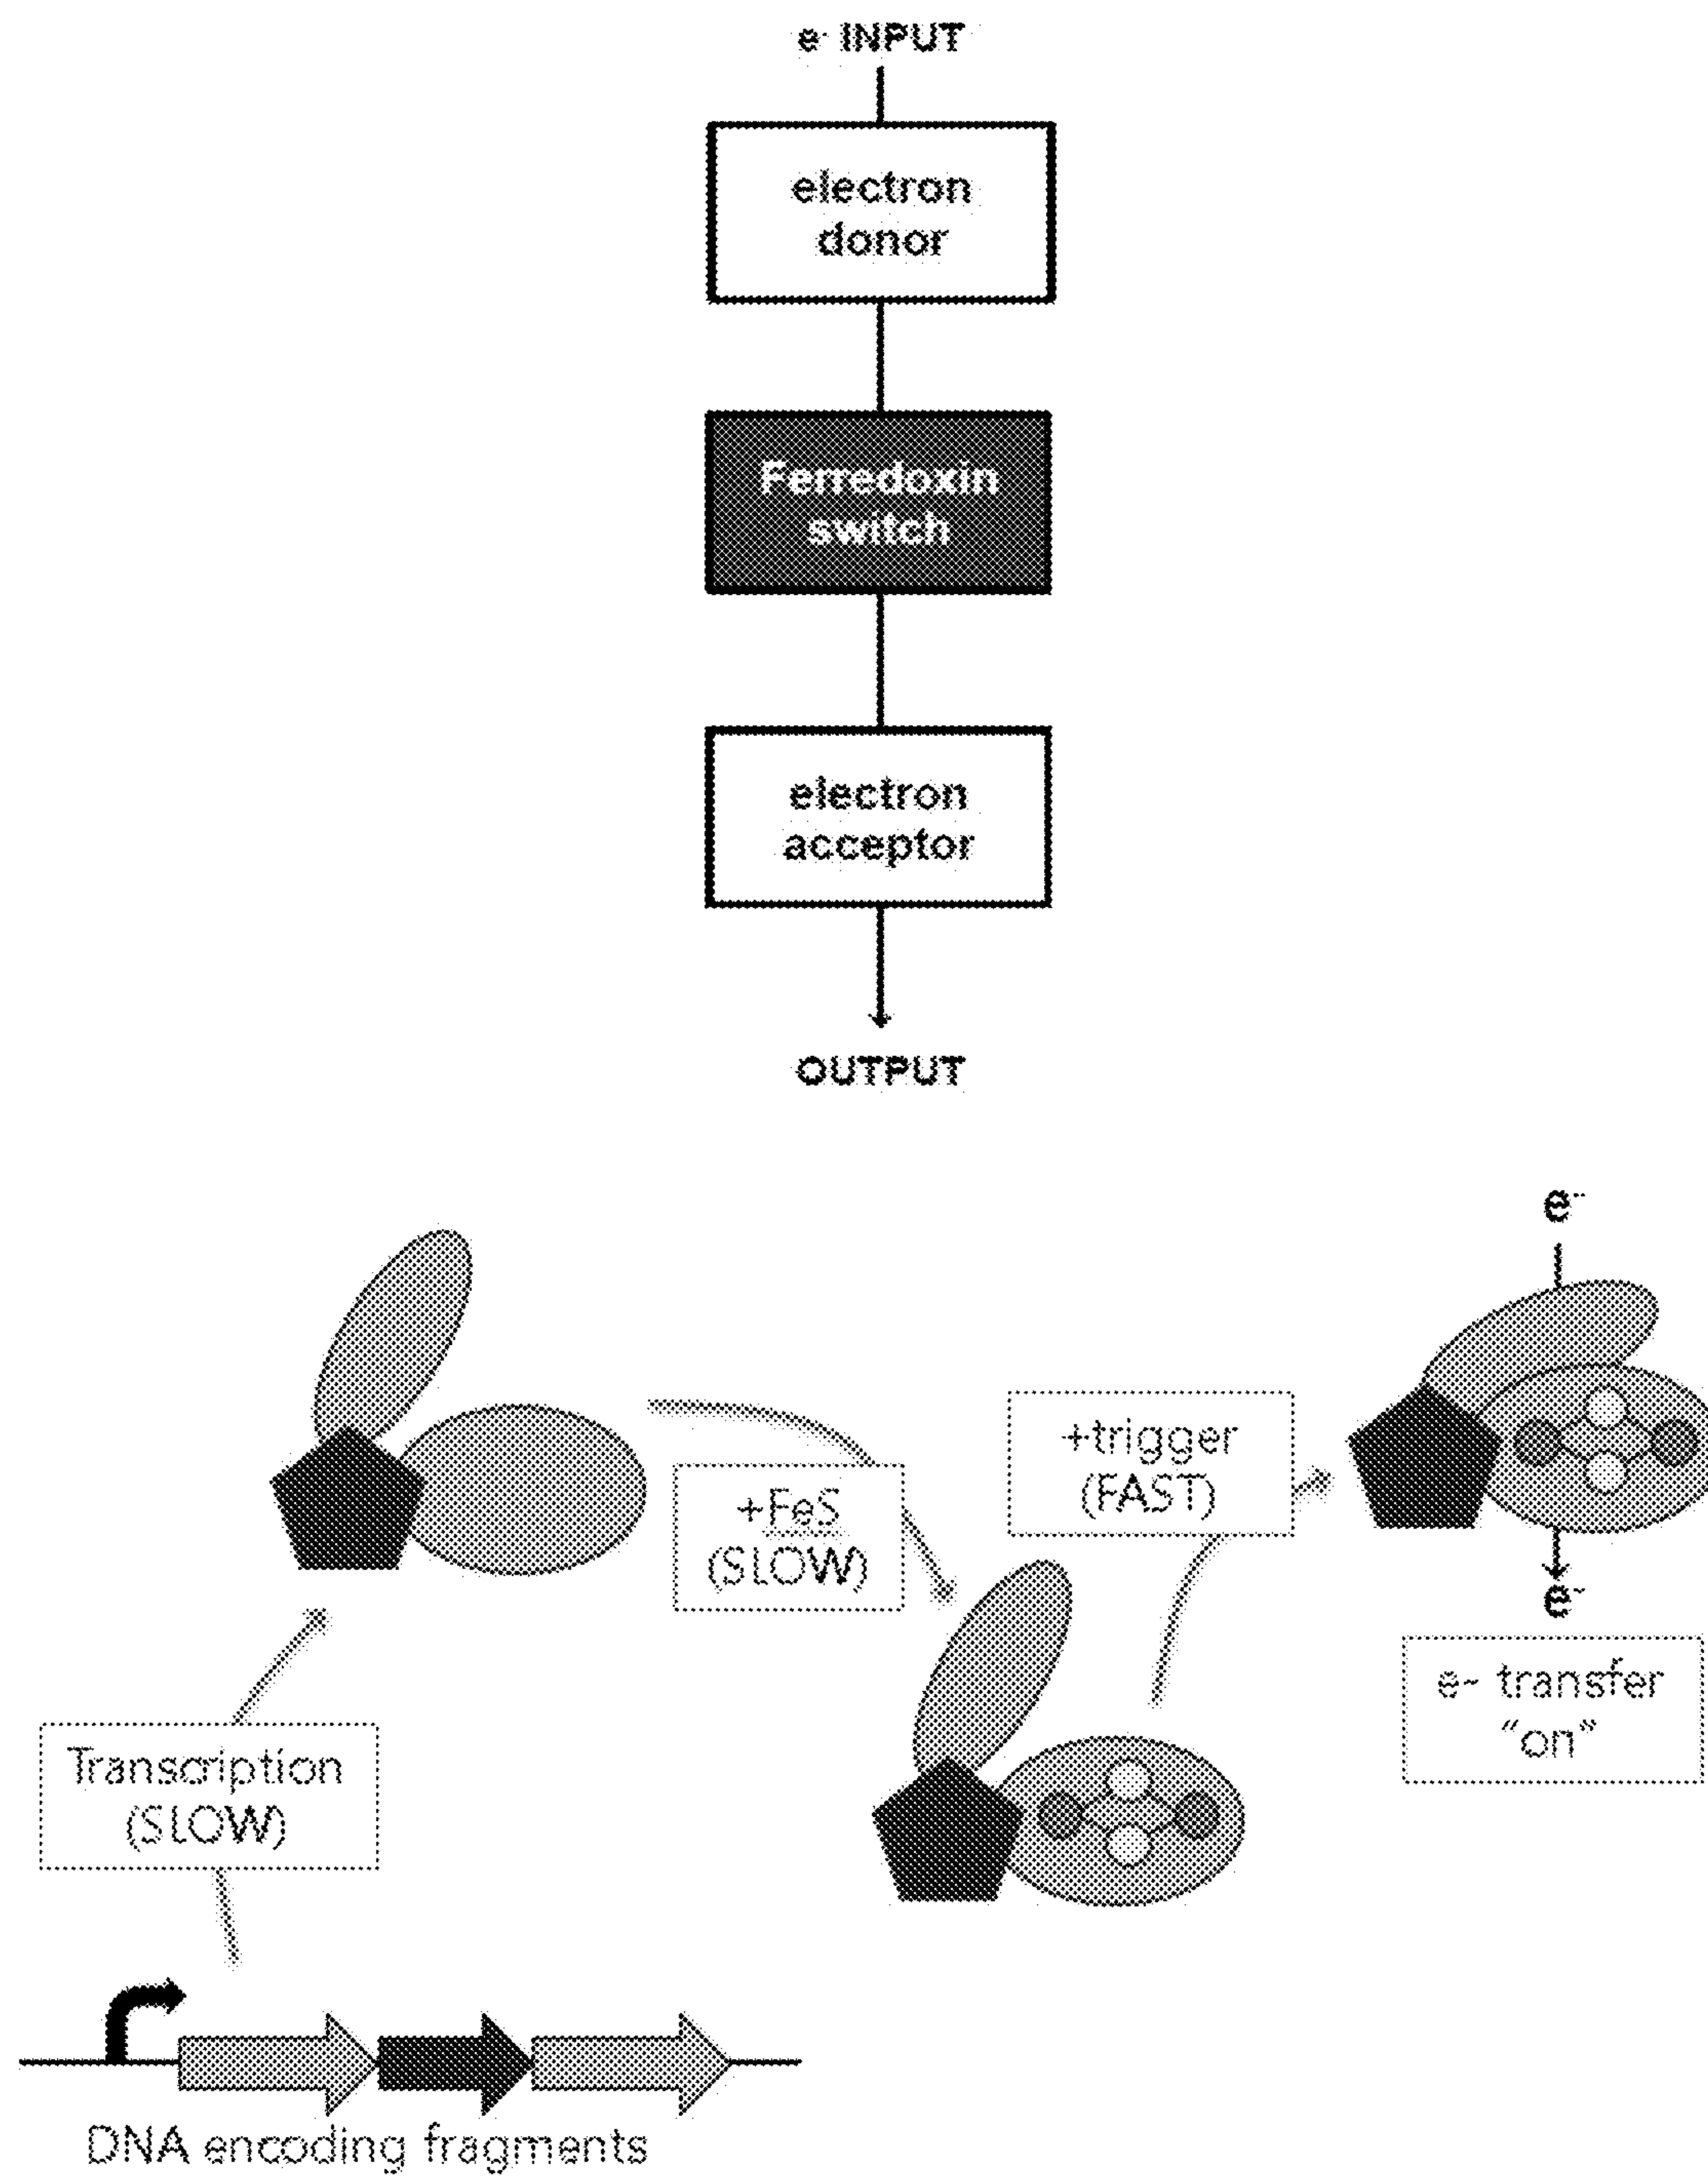 e- INPUT
electron
donor
Ferredoxin
switch
electron
acceptor
OUTPUT
e-
+trigger
(FAST)
+FeS
(SLOW)
e-
e- transfer
“on”
Transcription
(SLOW)
DNA encoding fragments